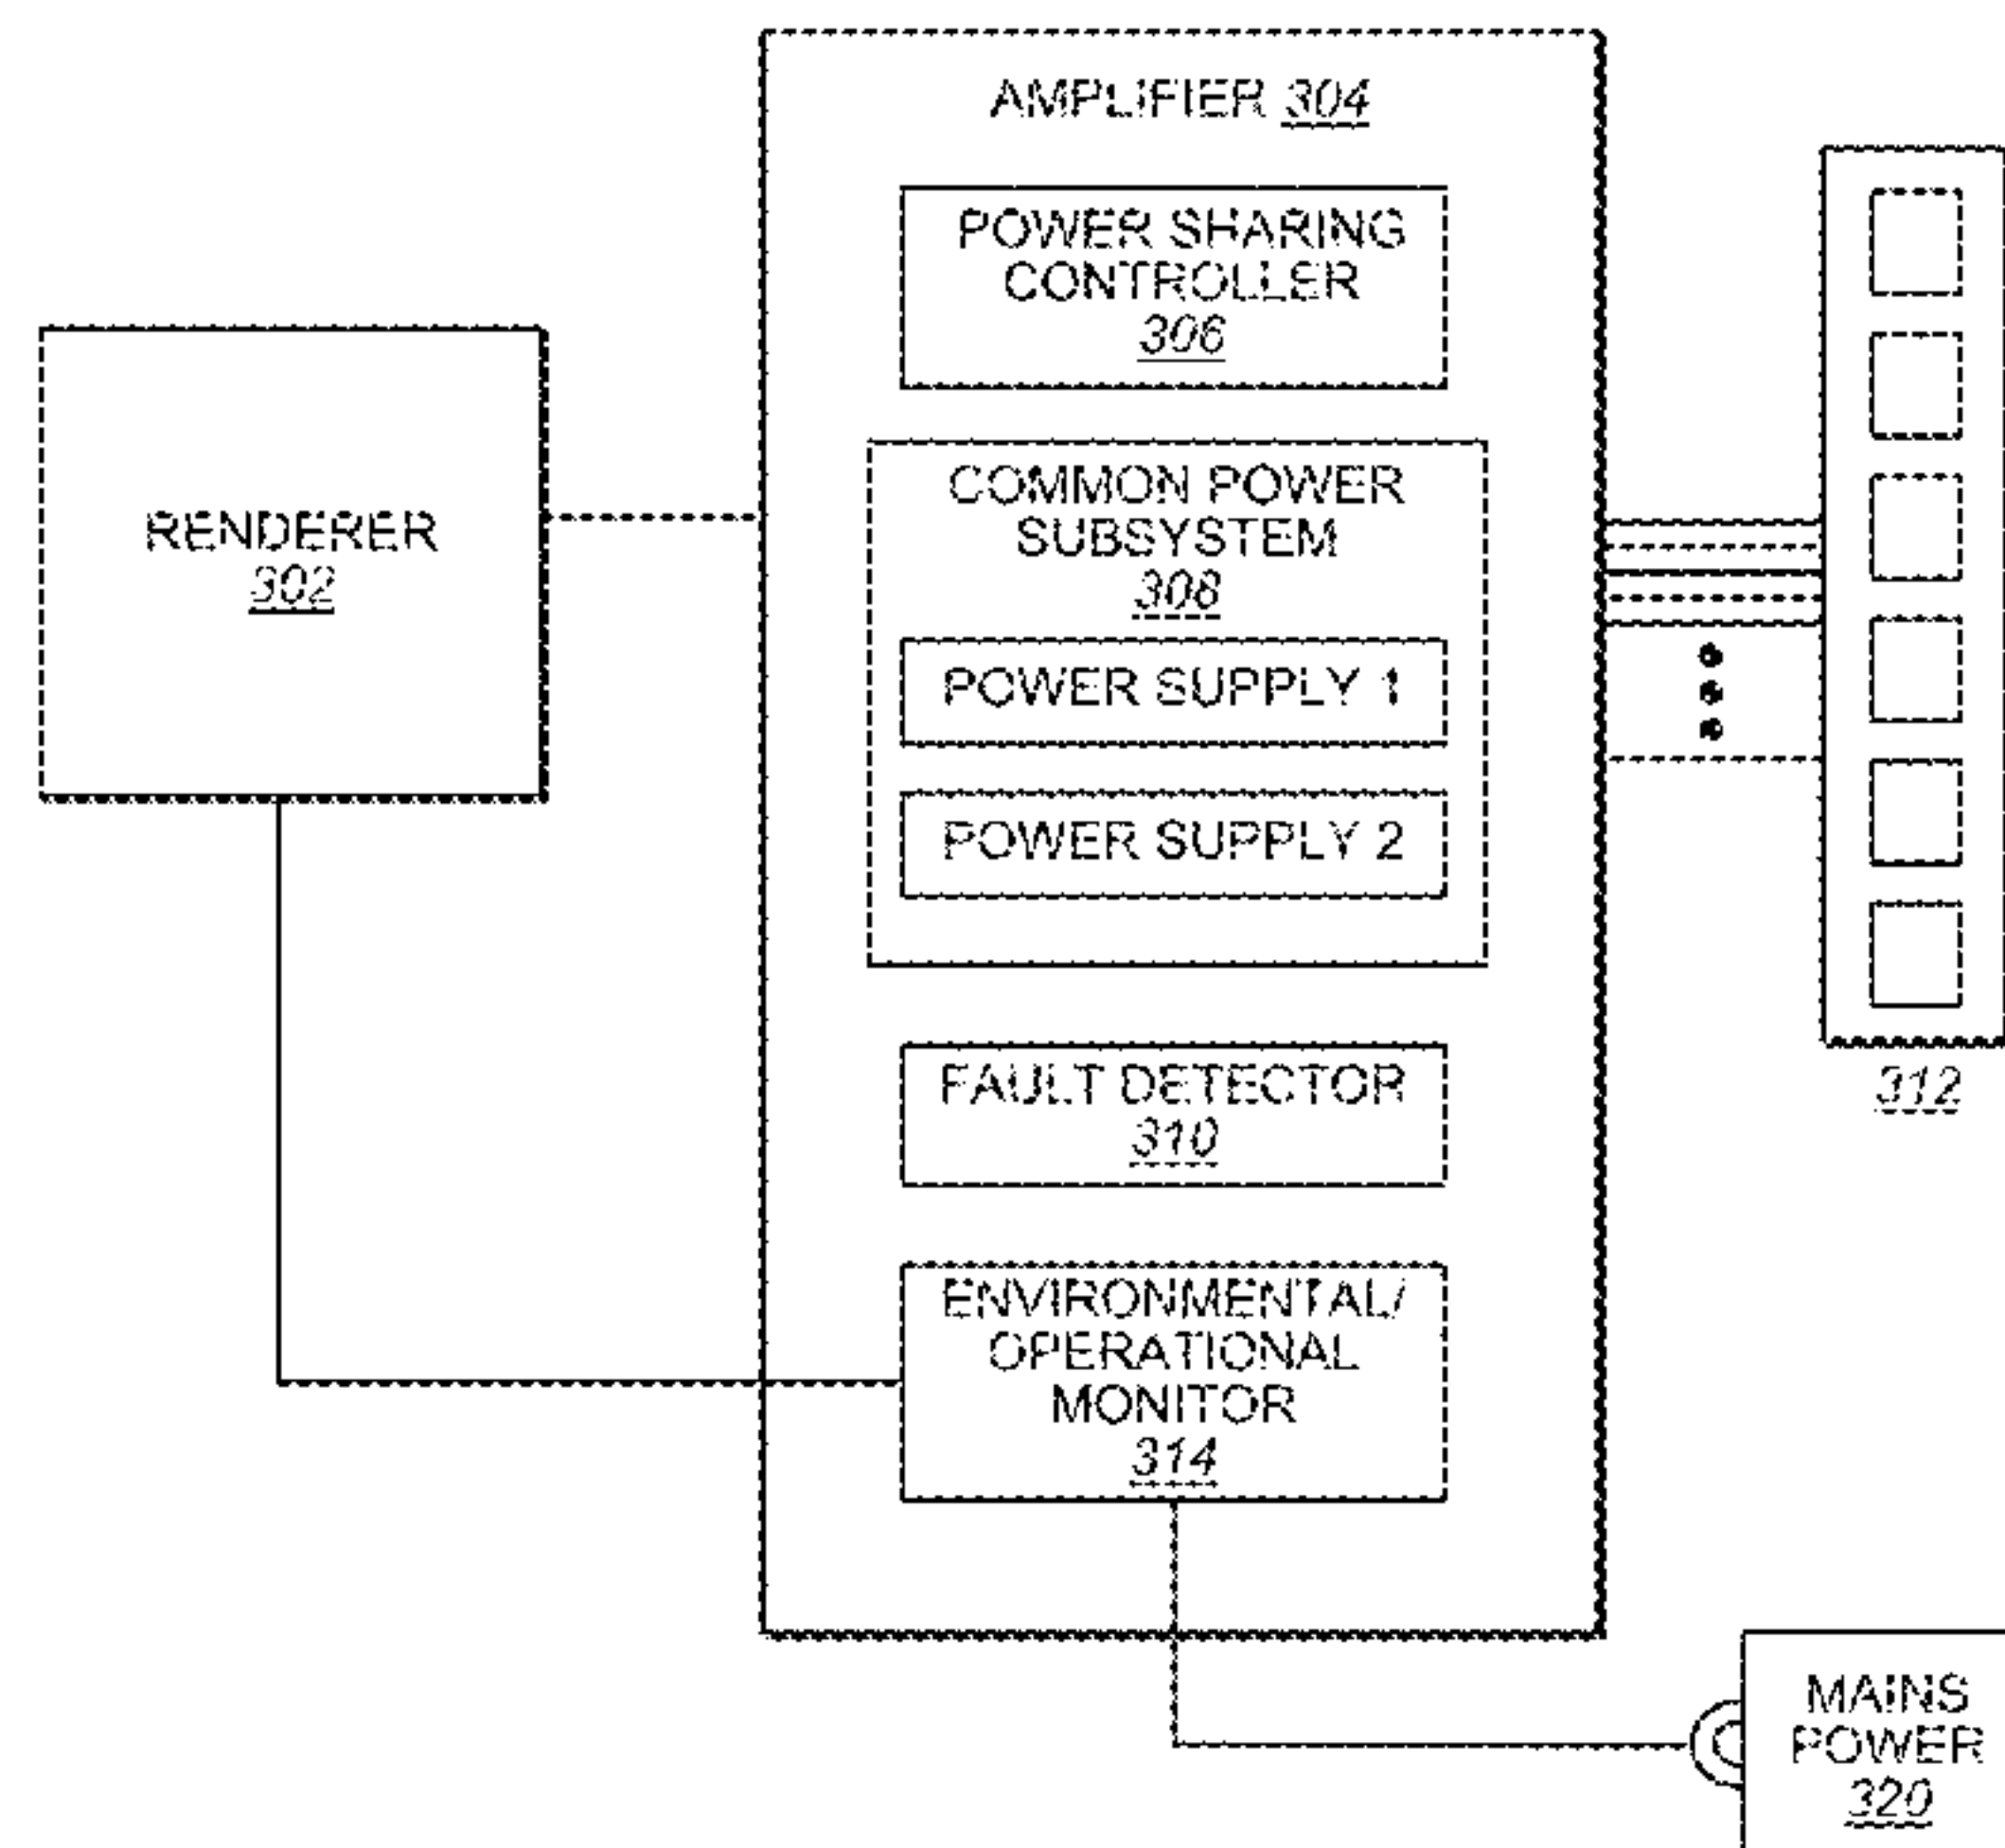 AMPLIFIER 304
POWER SHARING
CONTROLLER
306
RENDERER
302
COMMON POWER
SUBSYSTEM
308
POWER SUPPLY 1
POWER SUPPLY 2
FAULT DETECTOR
310
ENVIRONMENTAL/
OPERATIONAL
MONITOR
314
312
MAINS
POWER
320